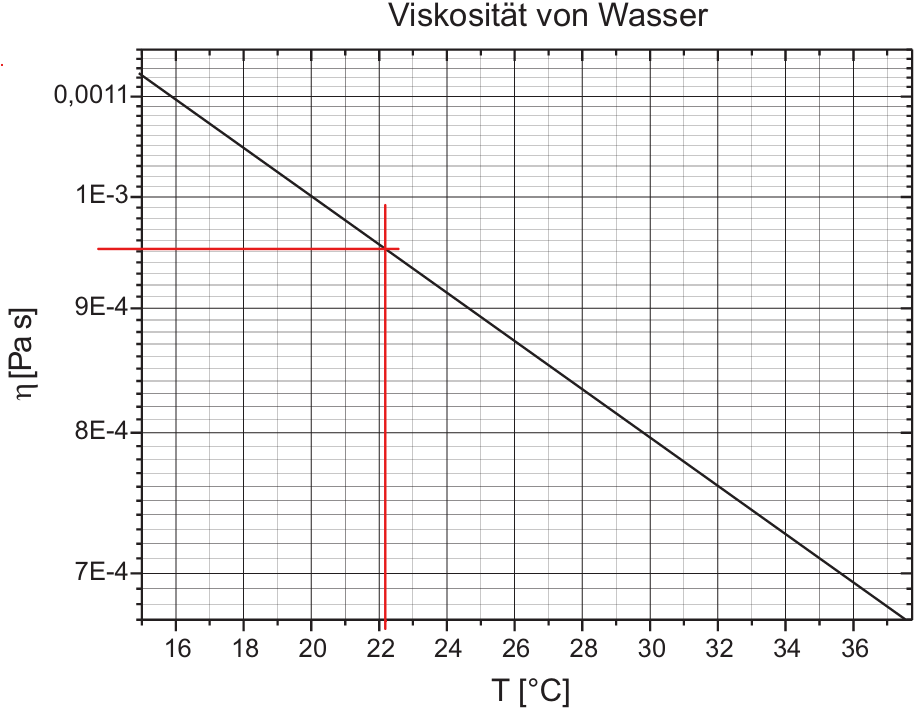 Viskosität von Wasser
0,0011
1E-3
9E-4
8E-4
7E-4
η [Pa s]
16 18 20 22 24 26 28 30 32 34 36
T [°C]